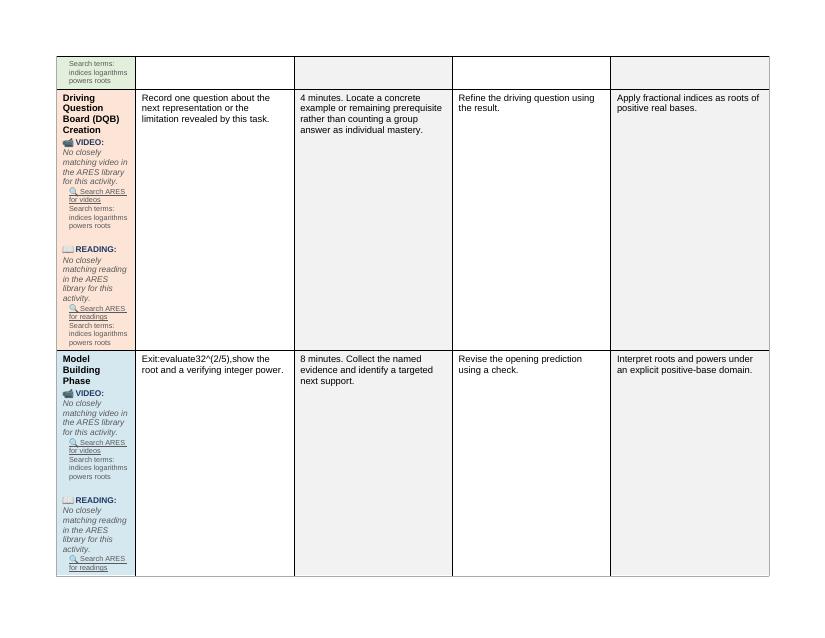 Search terms:
indices logarithms
powers roots
Driving
Question
Board (DQB)
Creation
📹 VIDEO:
No closely
matching video in
the ARES library
for this activity.
🔍 Search ARES
for videos
Search terms:
indices logarithms
powers roots
📖 READING:
No closely
matching reading
in the ARES
library for this
activity.
🔍 Search ARES
for readings
Search terms:
indices logarithms
powers roots
Record one question about the
next representation or the
limitation revealed by this task.
4 minutes. Locate a concrete
example or remaining prerequisite
rather than counting a group
answer as individual mastery.
Refine the driving question using
the result.
Apply fractional indices as roots of
positive real bases.
Model
Building
Phase
📹 VIDEO:
No closely
matching video in
the ARES library
for this activity.
🔍 Search ARES
for videos
Search terms:
indices logarithms
powers roots
📖 READING:
No closely
matching reading
in the ARES
library for this
activity.
🔍 Search ARES
for readings
Exit:evaluate32^(2/5),show the
root and a verifying integer power.
8 minutes. Collect the named
evidence and identify a targeted
next support.
Revise the opening prediction
using a check.
Interpret roots and powers under
an explicit positive-base domain.